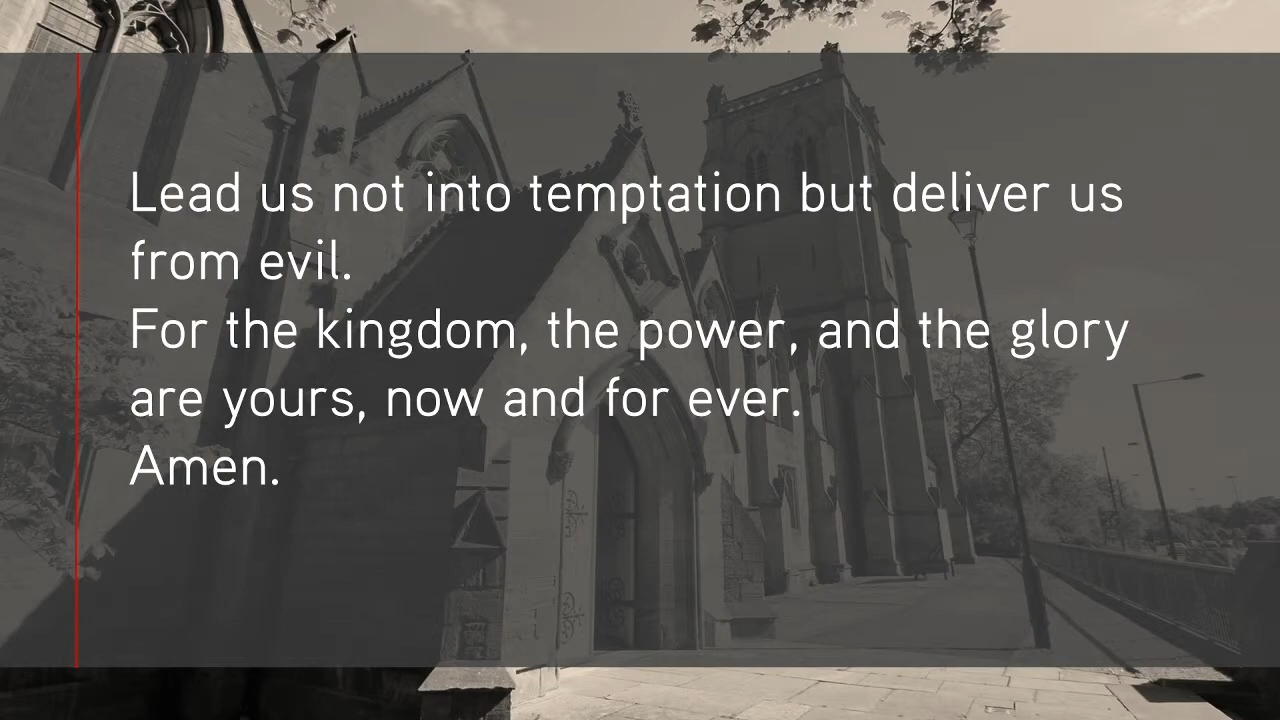 Lead us not into temptation but deliver us
from evil.
For the kingdom, the power, and the glory
are yours, now and for ever.
Amen.